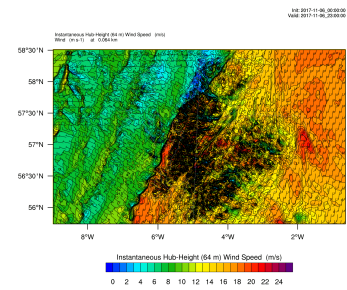 Init: 2017-11-06_00:00:00
Valid: 2017-11-06_23:00:00
Instantaneous Hub-Height (64 m) Wind Speed (m/s)
Wind (m s-1) at 0.064 km
58°30'N
58°N
57°30'N
57°N
56°30'N
56°N
8°W 6°W 4°W 2°W
Instantaneous Hub-Height (64 m) Wind Speed (m/s)
0 2 4 6 8 10 12 14 16 18 20 22 24